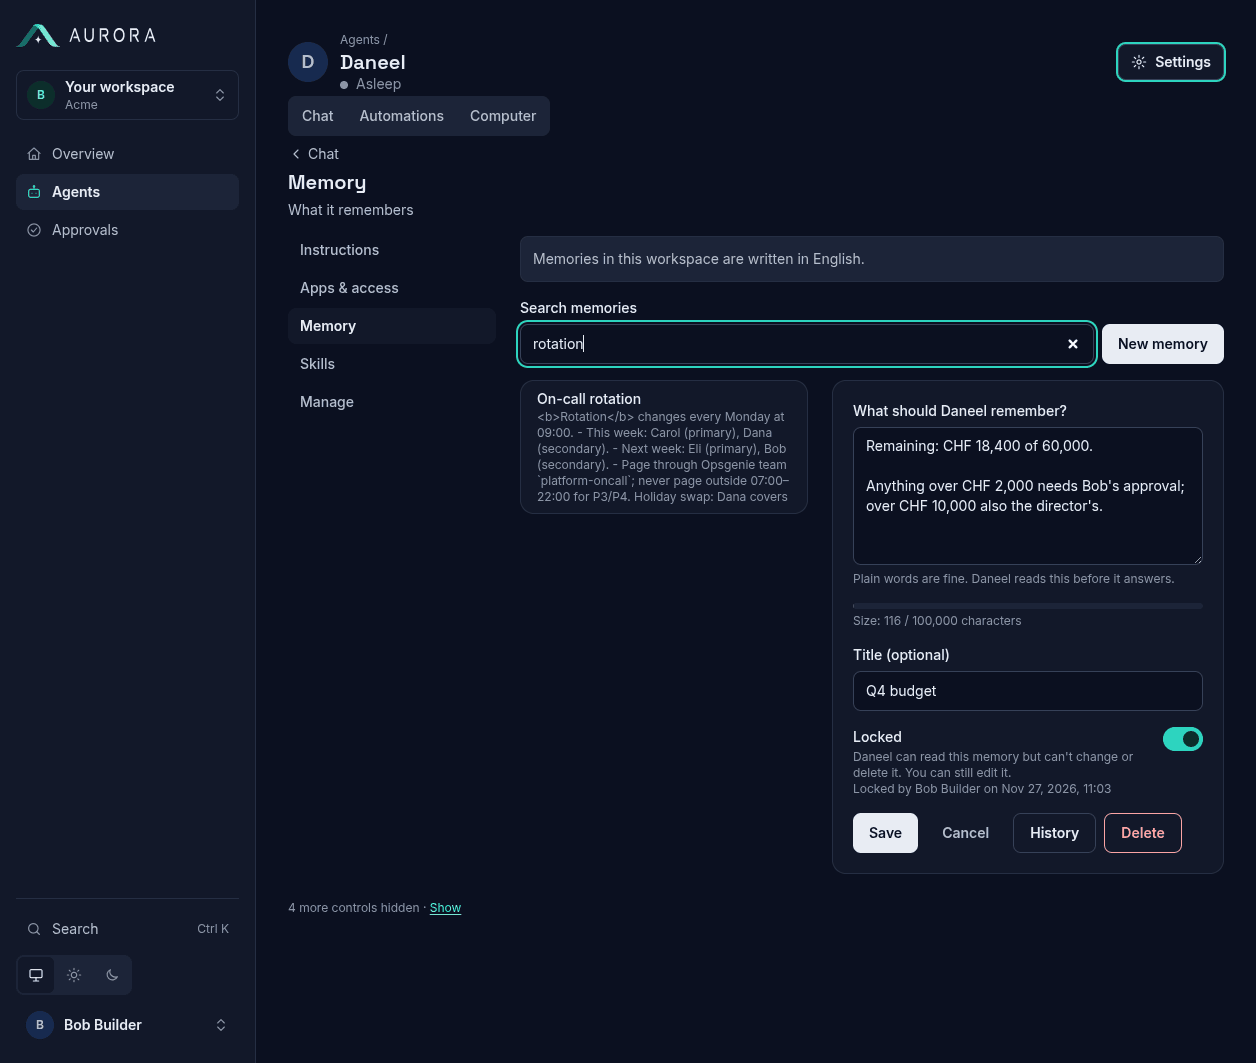 AURORA
B
Your workspace
Acme
Overview
Agents
Approvals
Search
Ctrl K
B
Bob Builder
D
Agents /
Daneel
Asleep
Settings
Chat
Automations
Computer
Chat
Memory
What it remembers
Instructions
Apps & access
Memory
Skills
Manage
Memories in this workspace are written in English.
Search memories
rotation
New memory
On-call rotation
<b>Rotation</b> changes every Monday at
09:00. - This week: Carol (primary), Dana
(secondary). - Next week: Eli (primary), Bob
(secondary). - Page through Opsgenie team
`platform-oncall`; never page outside 07:00–
22:00 for P3/P4. Holiday swap: Dana covers
What should Daneel remember?
Remaining: CHF 18,400 of 60,000.
Anything over CHF 2,000 needs Bob's approval;
over CHF 10,000 also the director's.
Plain words are fine. Daneel reads this before it answers.
Size: 116 / 100,000 characters
Title (optional)
Q4 budget
Locked
Daneel can read this memory but can't change or
delete it. You can still edit it.
Locked by Bob Builder on Nov 27, 2026, 11:03
Save
Cancel
History
Delete
4 more controls hidden · Show